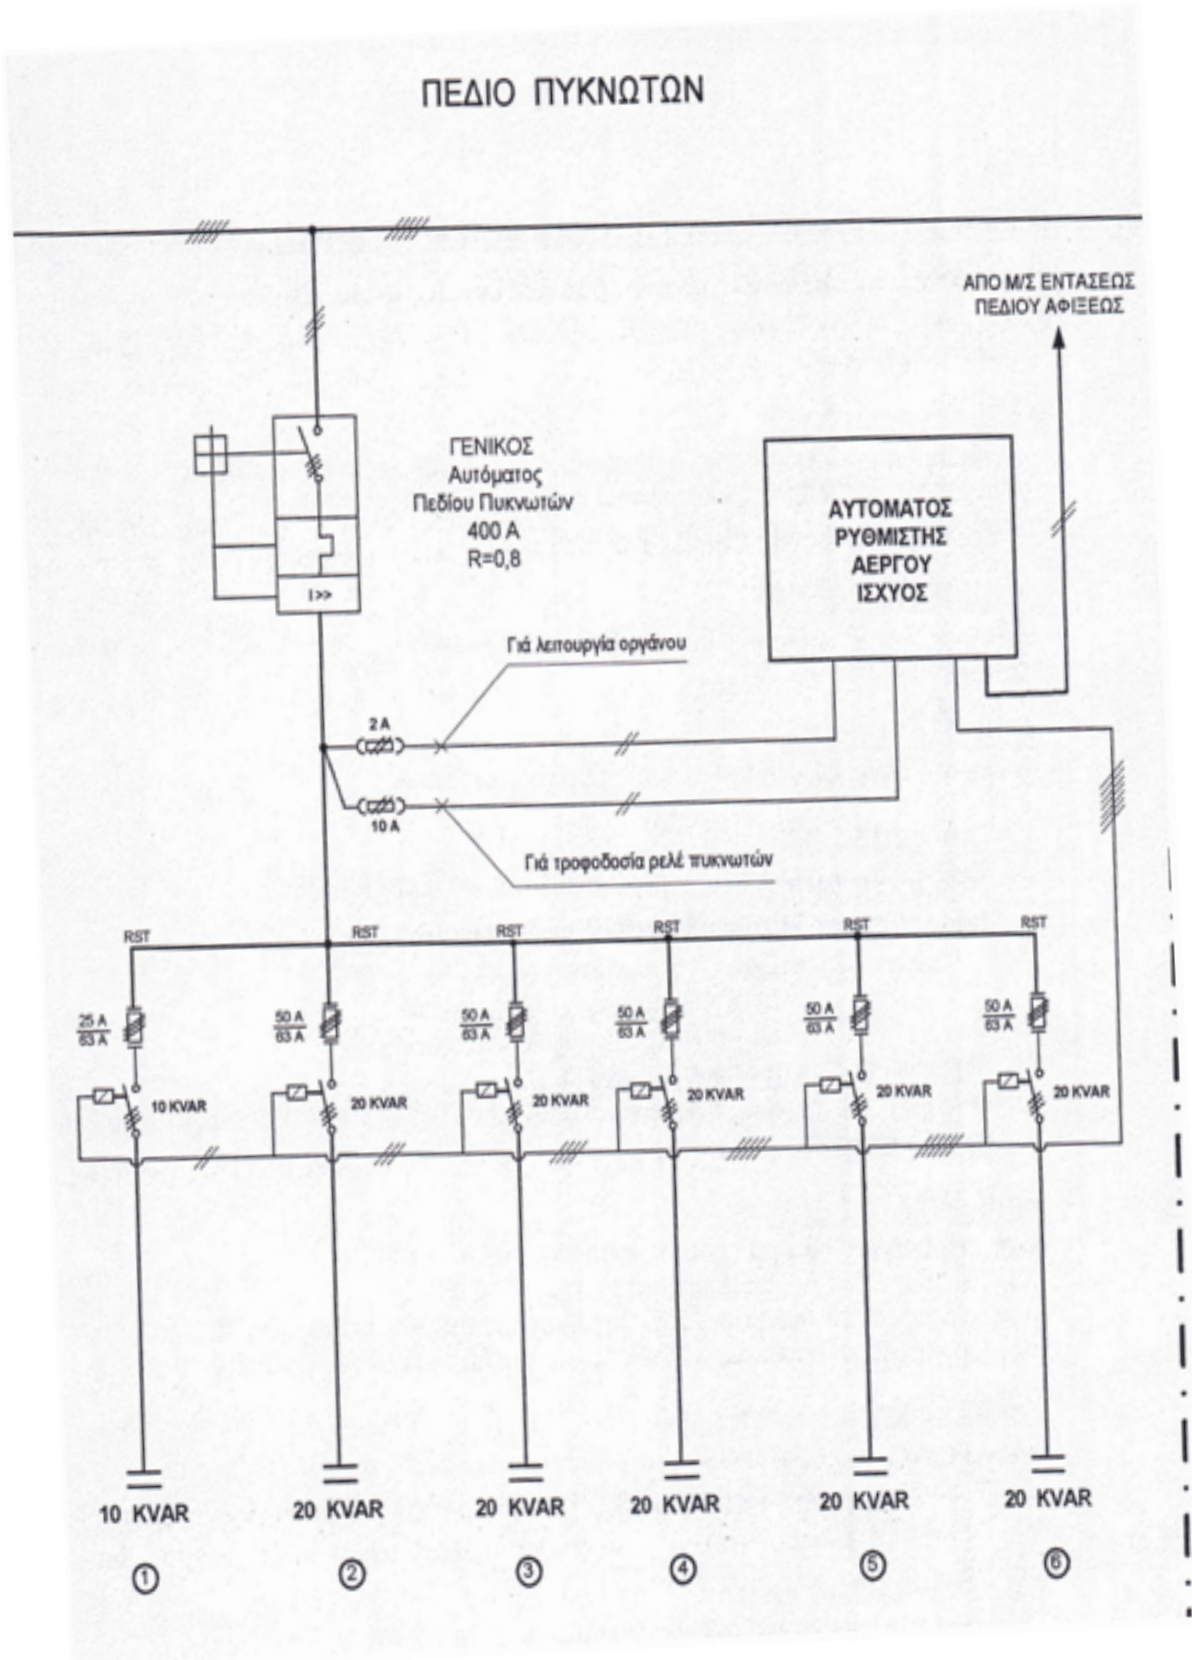 ΠΕΔΙΟ ΠΥΚΝΩΤΩΝ
ΑΠΟ Μ/Σ ΕΝΤΑΣΕΩΣ
ΠΕΔΙΟΥ ΑΦΙΞΕΩΣ
ΓΕΝΙΚΟΣ
Αυτόματος
Πεδίου Πυκνωτών
400 A
R=0,8
I >>
ΑΥΤΟΜΑΤΟΣ
ΡΥΘΜΙΣΤΗΣ
ΑΕΡΓΟΥ
ΙΣΧΥΟΣ
Γιά λειτουργία οργάνου
2 A
10 A
Γιά τροφοδοσία ρελέ πυκνωτών
RST RST RST RST RST RST
25 A 50 A 50 A 50 A 50 A 50 A
63 A 63 A 63 A 63 A 63 A 63 A
10 KVAR 20 KVAR 20 KVAR 20 KVAR 20 KVAR 20 KVAR
10 KVAR 20 KVAR 20 KVAR 20 KVAR 20 KVAR 20 KVAR
1 2 3 4 5 6